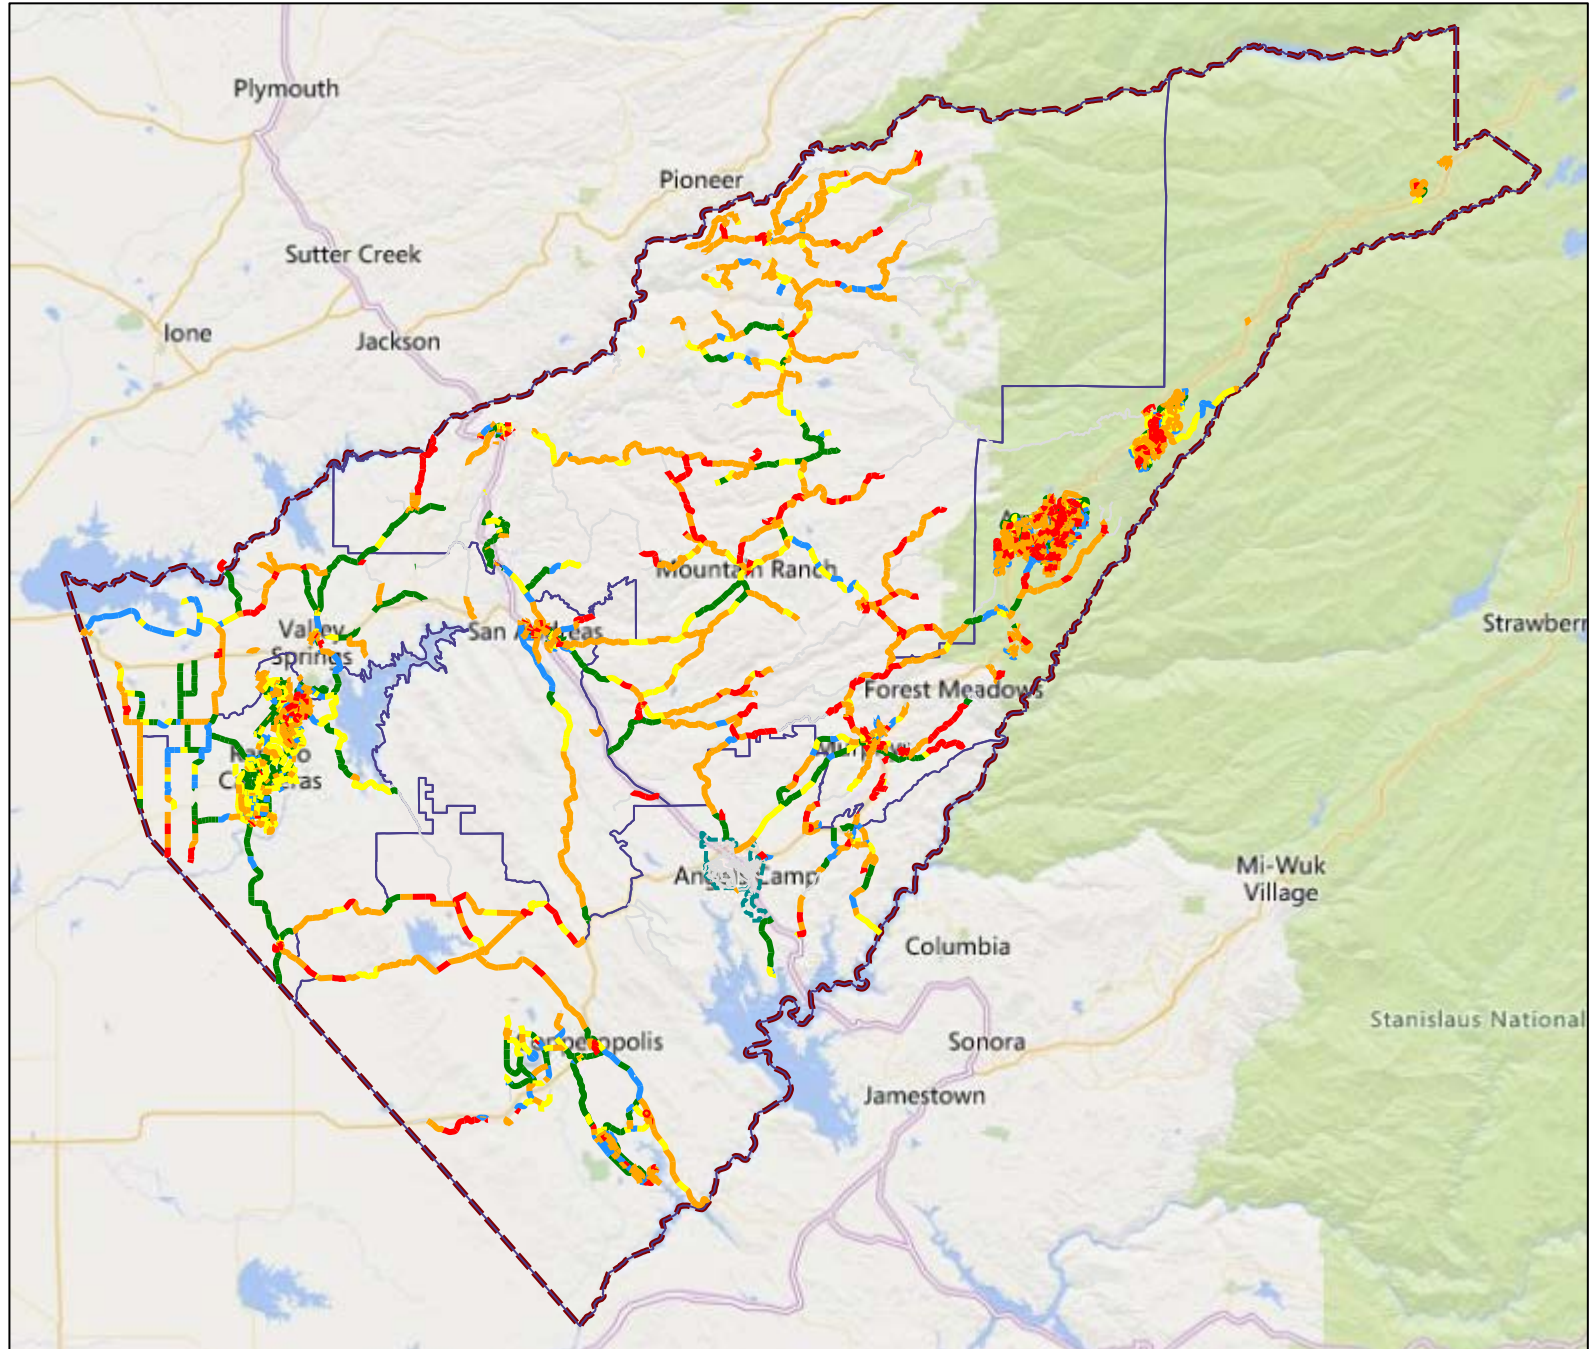 Plymouth
Pioneer
Sutter Creek
Ione
Jackson
Mountain Ranch
Valley
Springs
San Andreas
Strawberr
Forest Meadows
Mi-Wuk
Village
Angels Camp
Columbia
Stanislaus National
Sonora
Jamestown